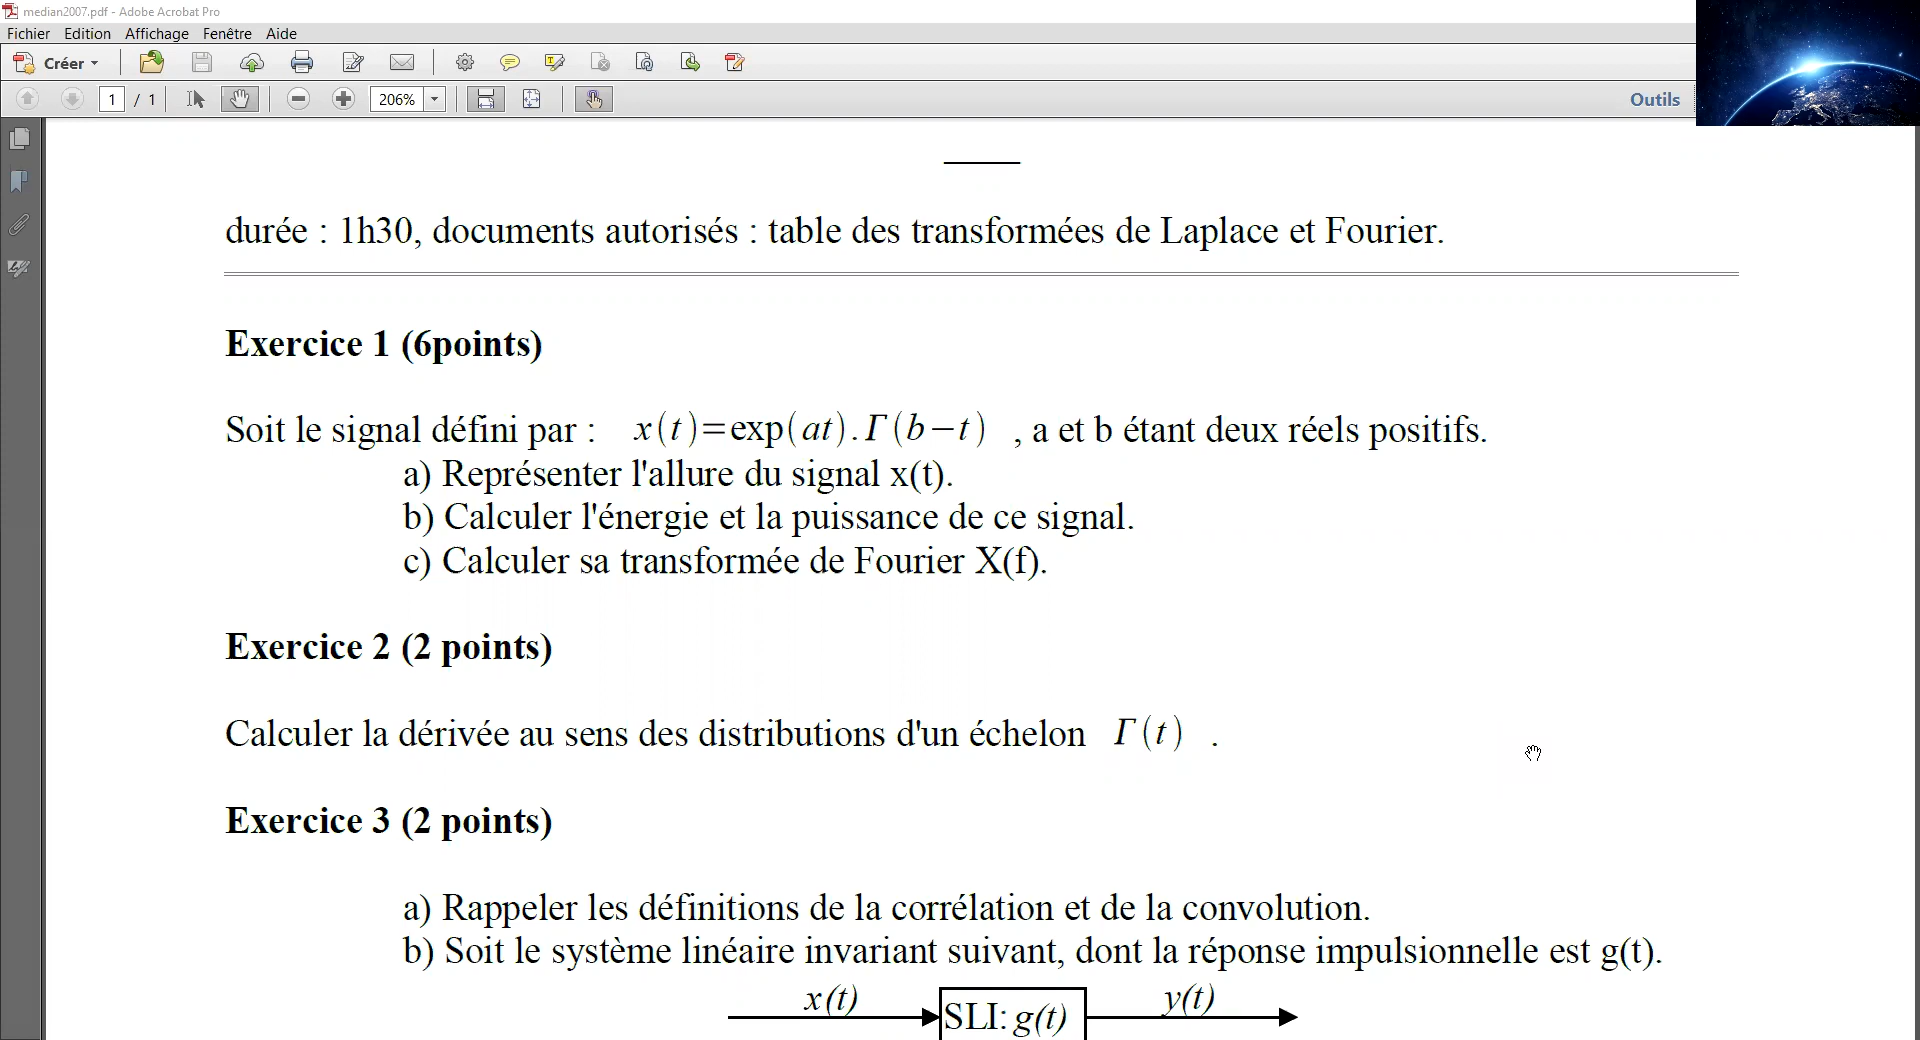 median2007.pdf - Adobe Acrobat Pro
Fichier Edition Affichage Fenêtre Aide
Créer
1 / 1 206% Outils
durée : 1h30, documents autorisés : table des transformées de Laplace et Fourier.
Exercice 1 (6points)
Soit le signal défini par : x(t)=exp(at).Γ(b−t) , a et b étant deux réels positifs.
a) Représenter l'allure du signal x(t).
b) Calculer l'énergie et la puissance de ce signal.
c) Calculer sa transformée de Fourier X(f).
Exercice 2 (2 points)
Calculer la dérivée au sens des distributions d'un échelon Γ(t) .
Exercice 3 (2 points)
a) Rappeler les définitions de la corrélation et de la convolution.
b) Soit le système linéaire invariant suivant, dont la réponse impulsionnelle est g(t).
x(t) SLI: g(t) y(t)